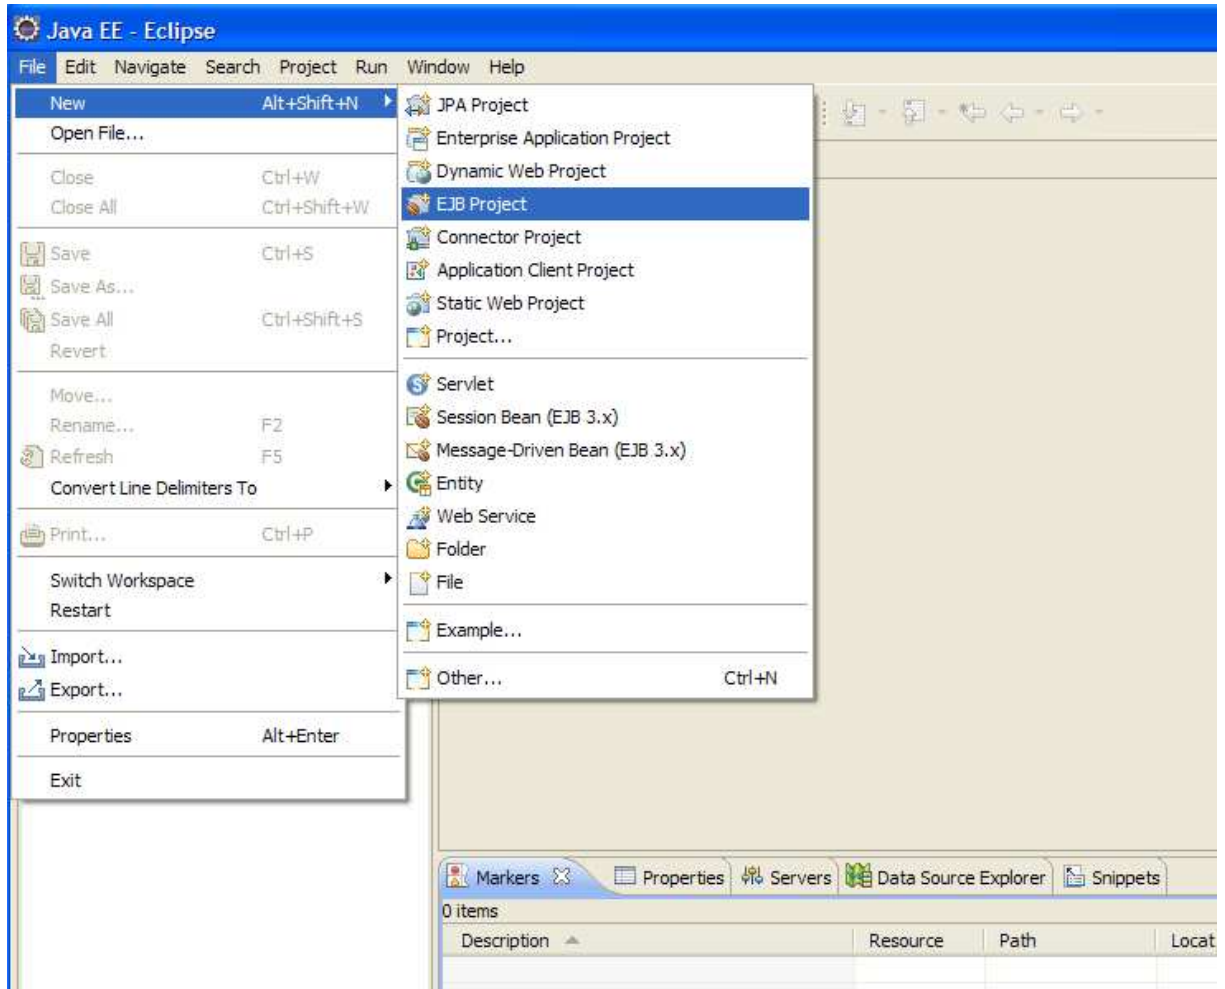 Java EE - Eclipse
File Edit Navigate Search Project Run Window Help
New Alt+Shift+N
Open File...
Close Ctrl+W
Close All Ctrl+Shift+W
Save Ctrl+S
Save As...
Save All Ctrl+Shift+S
Revert
Move...
Rename... F2
Refresh F5
Convert Line Delimiters To
Print... Ctrl+P
Switch Workspace
Restart
Import...
Export...
Properties Alt+Enter
Exit
JPA Project
Enterprise Application Project
Dynamic Web Project
EJB Project
Connector Project
Application Client Project
Static Web Project
Project...
Servlet
Session Bean (EJB 3.x)
Message-Driven Bean (EJB 3.x)
Entity
Web Service
Folder
File
Example...
Other... Ctrl+N
Markers Properties Servers Data Source Explorer Snippets
0 items
Description Resource Path Locat